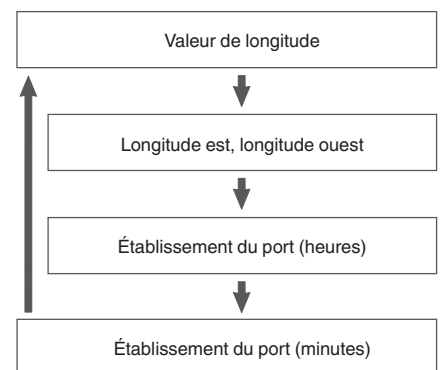 Valeur de longitude
Longitude est, longitude ouest
Établissement du port (heures)
Établissement du port (minutes)